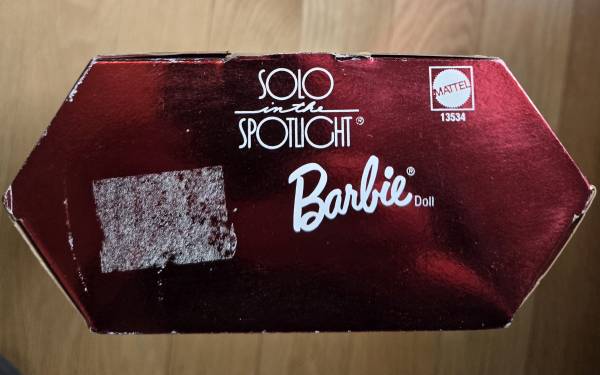 SOLO
in the
SPOTLIGHT®
MATTEL
13534
Barbie® Doll